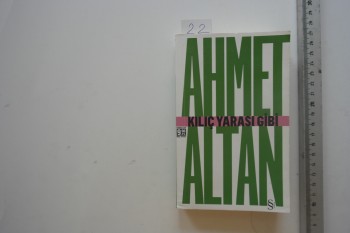 22
AHMET
KILIÇ YARASI GİBİ
ALTAN